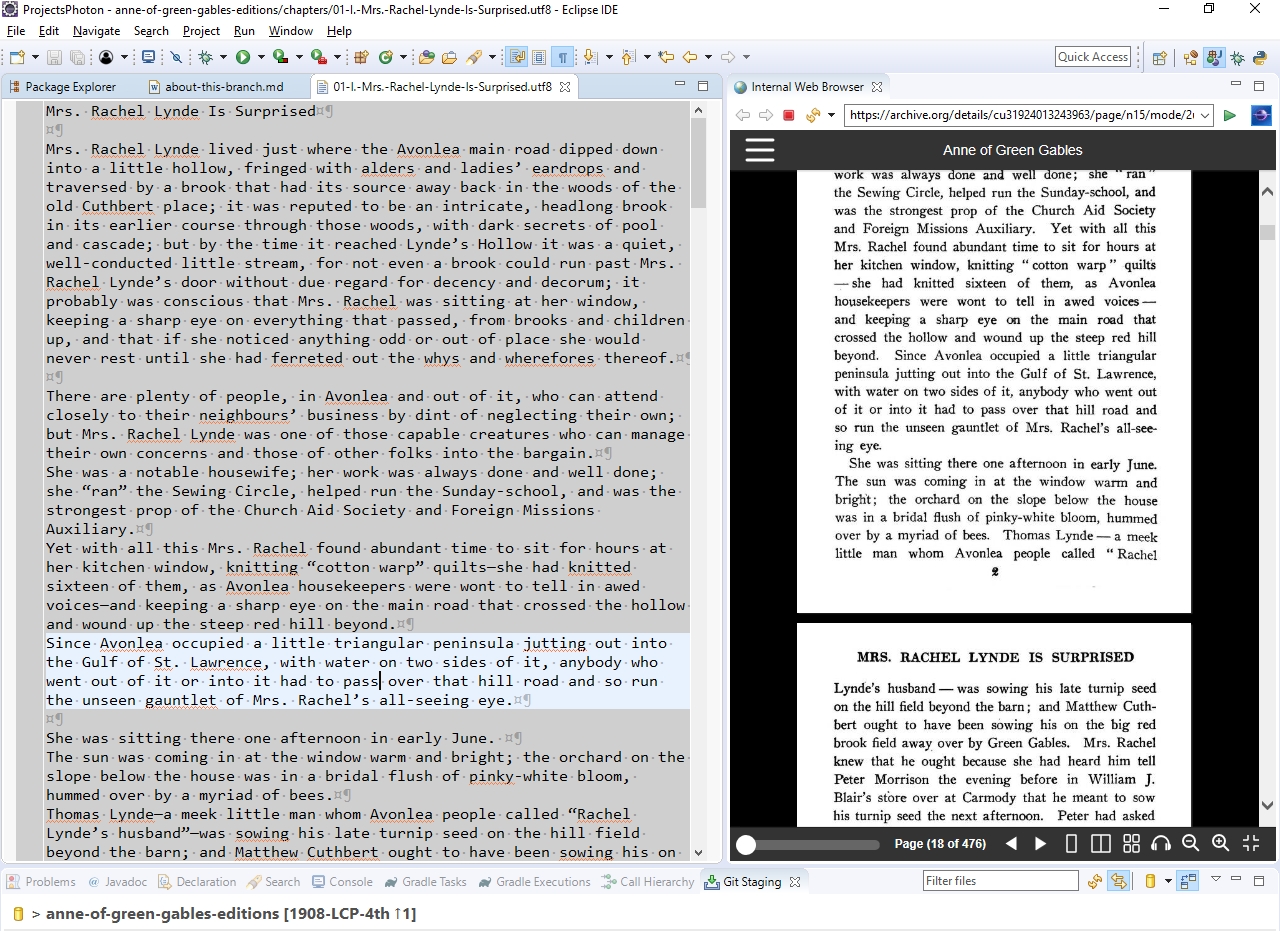 ProjectsPhoton - anne-of-green-gables-editions/chapters/01-I.-Mrs.-Rachel-Lynde-Is-Surprised.utf8 - Eclipse IDE
File Edit Navigate Search Project Run Window Help
Quick Access
Package Explorer about-this-branch.md 01-I.-Mrs.-Rachel-Lynde-Is-Surprised.utf8
Mrs. Rachel Lynde Is Surprised¤¶
¤¶
Mrs. Rachel Lynde lived just where the Avonlea main road dipped down
into a little hollow, fringed with alders and ladies’ eardrops and
traversed by a brook that had its source away back in the woods of the
old Cuthbert place; it was reputed to be an intricate, headlong brook
in its earlier course through those woods, with dark secrets of pool
and cascade; but by the time it reached Lynde’s Hollow it was a quiet,
well-conducted little stream, for not even a brook could run past Mrs.
Rachel Lynde’s door without due regard for decency and decorum; it
probably was conscious that Mrs. Rachel was sitting at her window,
keeping a sharp eye on everything that passed, from brooks and children
up, and that if she noticed anything odd or out of place she would
never rest until she had ferreted out the whys and wherefores thereof.¤¶
¤¶
There are plenty of people, in Avonlea and out of it, who can attend
closely to their neighbours’ business by dint of neglecting their own;
but Mrs. Rachel Lynde was one of those capable creatures who can manage
their own concerns and those of other folks into the bargain.¤¶
She was a notable housewife; her work was always done and well done;
she “ran” the Sewing Circle, helped run the Sunday-school, and was the
strongest prop of the Church Aid Society and Foreign Missions
Auxiliary.¤¶
Yet with all this Mrs. Rachel found abundant time to sit for hours at
her kitchen window, knitting “cotton warp” quilts—she had knitted
sixteen of them, as Avonlea housekeepers were wont to tell in awed
voices—and keeping a sharp eye on the main road that crossed the hollow
and wound up the steep red hill beyond.¤¶
Since Avonlea occupied a little triangular peninsula jutting out into
the Gulf of St. Lawrence, with water on two sides of it, anybody who
went out of it or into it had to pass over that hill road and so run
the unseen gauntlet of Mrs. Rachel’s all-seeing eye.¤¶
¤¶
She was sitting there one afternoon in early June. ¤¶
The sun was coming in at the window warm and bright; the orchard on the
slope below the house was in a bridal flush of pinky-white bloom,
hummed over by a myriad of bees.¤¶
Thomas Lynde—a meek little man whom Avonlea people called “Rachel
Lynde’s husband”—was sowing his late turnip seed on the hill field
beyond the barn; and Matthew Cuthbert ought to have been sowing his on
Internal Web Browser
https://archive.org/details/cu31924013243963/page/n15/mode/2
Anne of Green Gables
work was always done and well done; she “ran”
the Sewing Circle, helped run the Sunday-school, and
was the strongest prop of the Church Aid Society
and Foreign Missions Auxiliary. Yet with all this
Mrs. Rachel found abundant time to sit for hours at
her kitchen window, knitting “cotton warp” quilts
— she had knitted sixteen of them, as Avonlea
housekeepers were wont to tell in awed voices —
and keeping a sharp eye on the main road that
crossed the hollow and wound up the steep red hill
beyond. Since Avonlea occupied a little triangular
peninsula jutting out into the Gulf of St. Lawrence,
with water on two sides of it, anybody who went out
of it or into it had to pass over that hill road and
so run the unseen gauntlet of Mrs. Rachel's all-see-
ing eye.
She was sitting there one afternoon in early June.
The sun was coming in at the window warm and
bright; the orchard on the slope below the house
was in a bridal flush of pinky-white bloom, hummed
over by a myriad of bees. Thomas Lynde — a meek
little man whom Avonlea people called “Rachel
2
MRS. RACHEL LYNDE IS SURPRISED
Lynde's husband — was sowing his late turnip seed
on the hill field beyond the barn; and Matthew Cuth-
bert ought to have been sowing his on the big red
brook field away over by Green Gables. Mrs. Rachel
knew that he ought because she had heard him tell
Peter Morrison the evening before in William J.
Blair's store over at Carmody that he meant to sow
his turnip seed the next afternoon. Peter had asked
Page (18 of 476)
Problems @ Javadoc Declaration Search Console Gradle Tasks Gradle Executions Call Hierarchy Git Staging
Filter files
> anne-of-green-gables-editions [1908-LCP-4th ↑1]